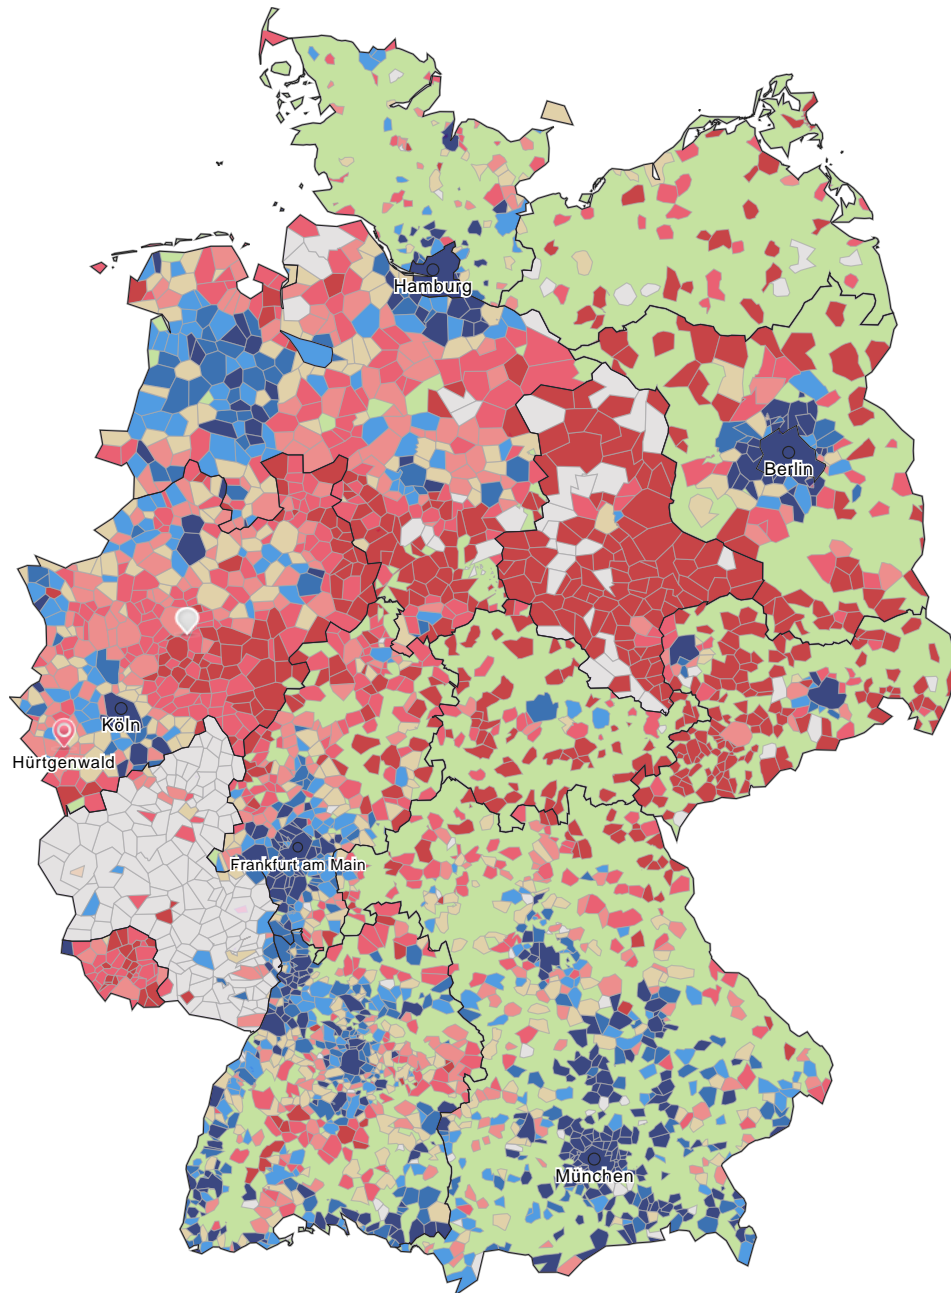 Hamburg
Berlin
Köln
Hürtgenwald
Frankfurt am Main
München